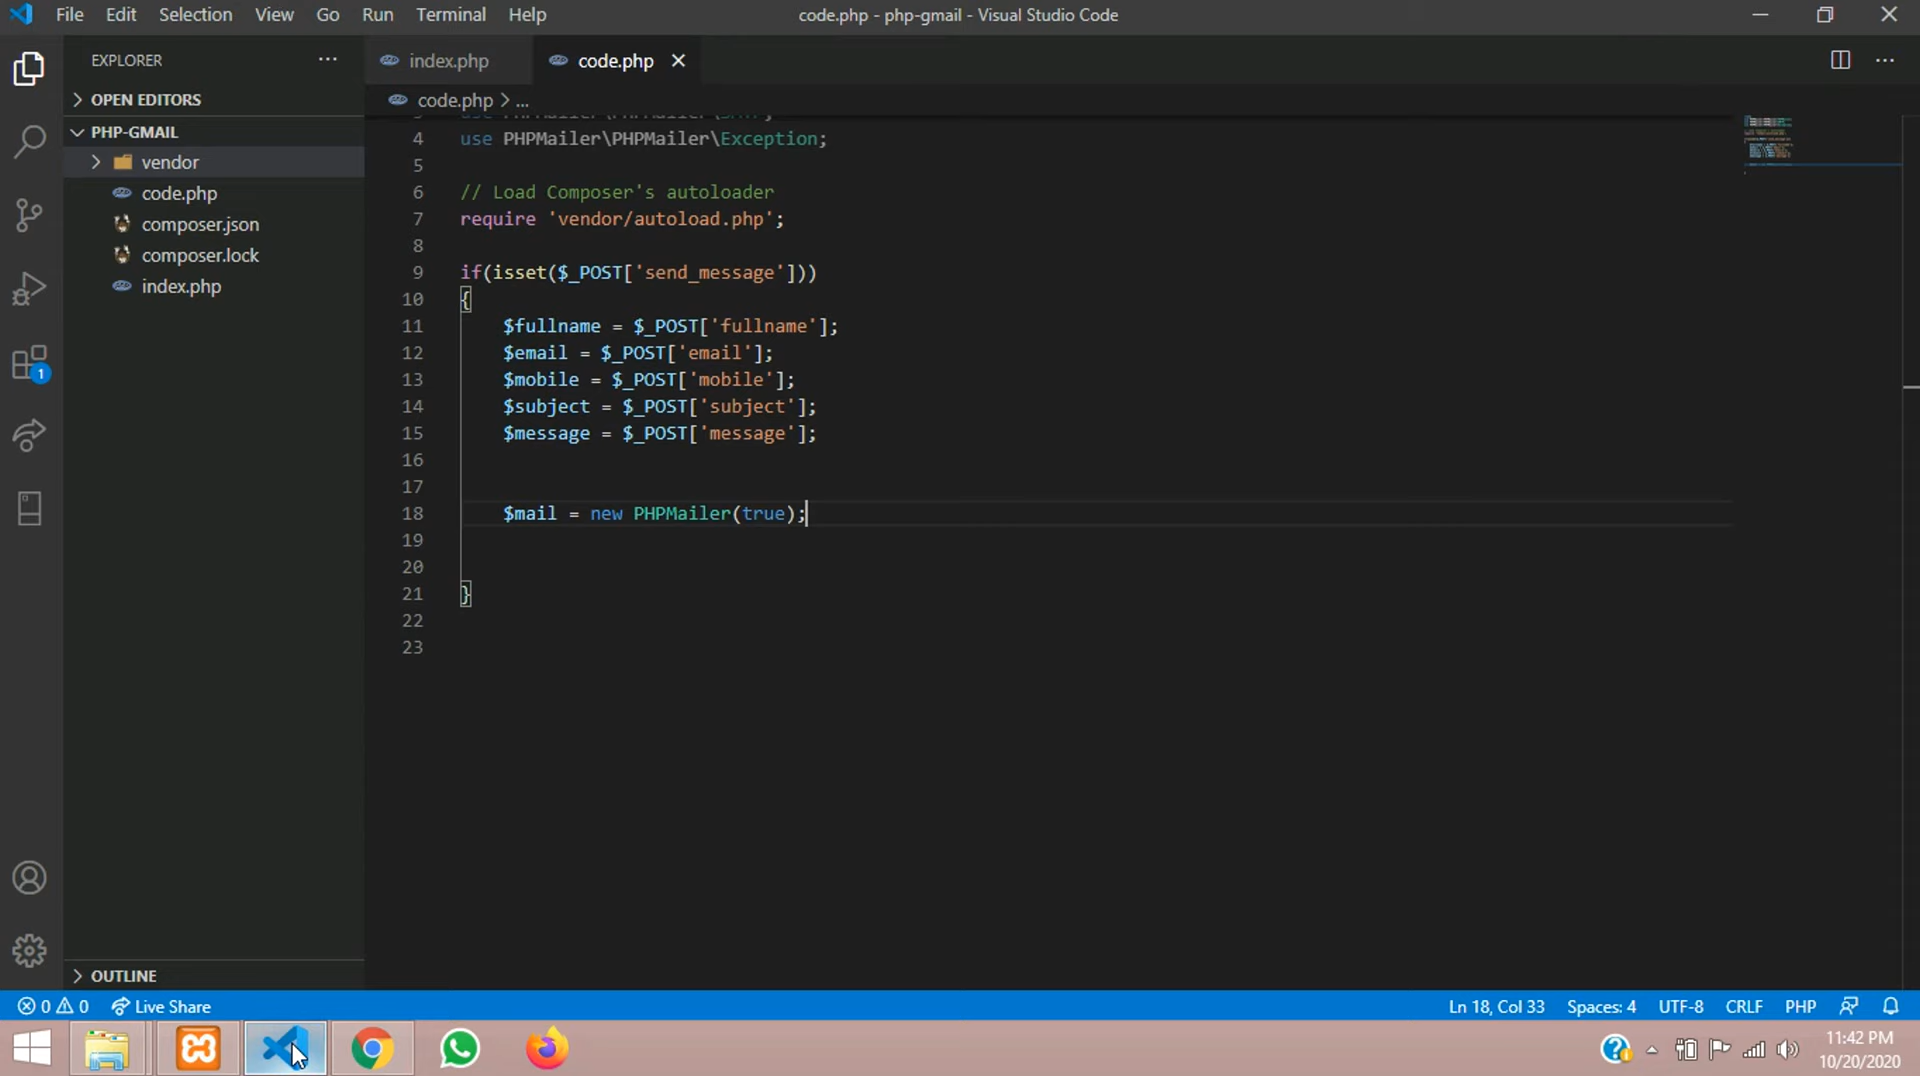 File Edit Selection View Go Run Terminal Help
code.php - php-gmail - Visual Studio Code
EXPLORER
index.php
code.php
OPEN EDITORS
code.php > ...
PHP-GMAIL
vendor
code.php
composer.json
composer.lock
index.php
4 use PHPMailer\PHPMailer\Exception;
5
6 // Load Composer's autoloader
7 require 'vendor/autoload.php';
8
9 if(isset($_POST['send_message']))
10 {
11 $fullname = $_POST['fullname'];
12 $email = $_POST['email'];
13 $mobile = $_POST['mobile'];
14 $subject = $_POST['subject'];
15 $message = $_POST['message'];
16
17
18 $mail = new PHPMailer(true);
19
20
21 }
22
23
1
OUTLINE
0 0 Live Share
Ln 18, Col 33 Spaces: 4 UTF-8 CRLF PHP
11:42 PM
10/20/2020